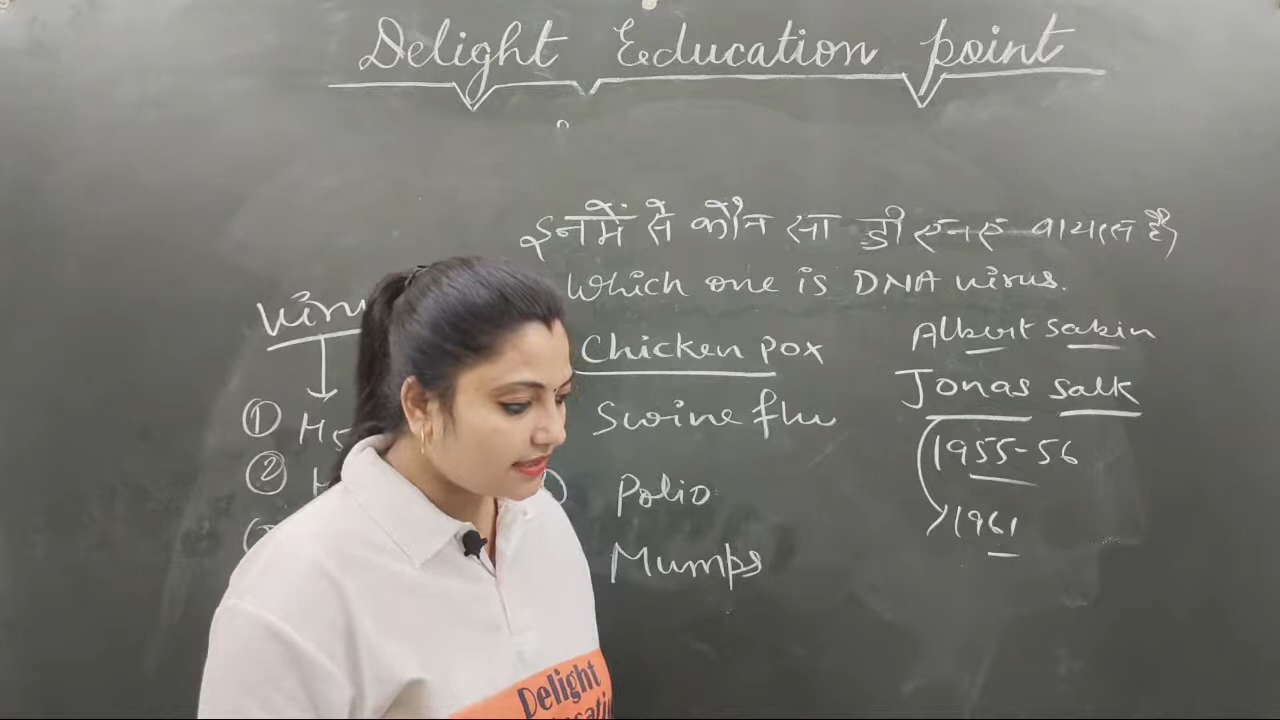 Delight Education point
इनमें से कौन सा डी एन ए वायरस है,
Which one is DNA virus.
Chicken pox
Swine flu
Polio
Mumps
Albert Sabin
Jonas Salk
1955-56
1961
①
②
Delight